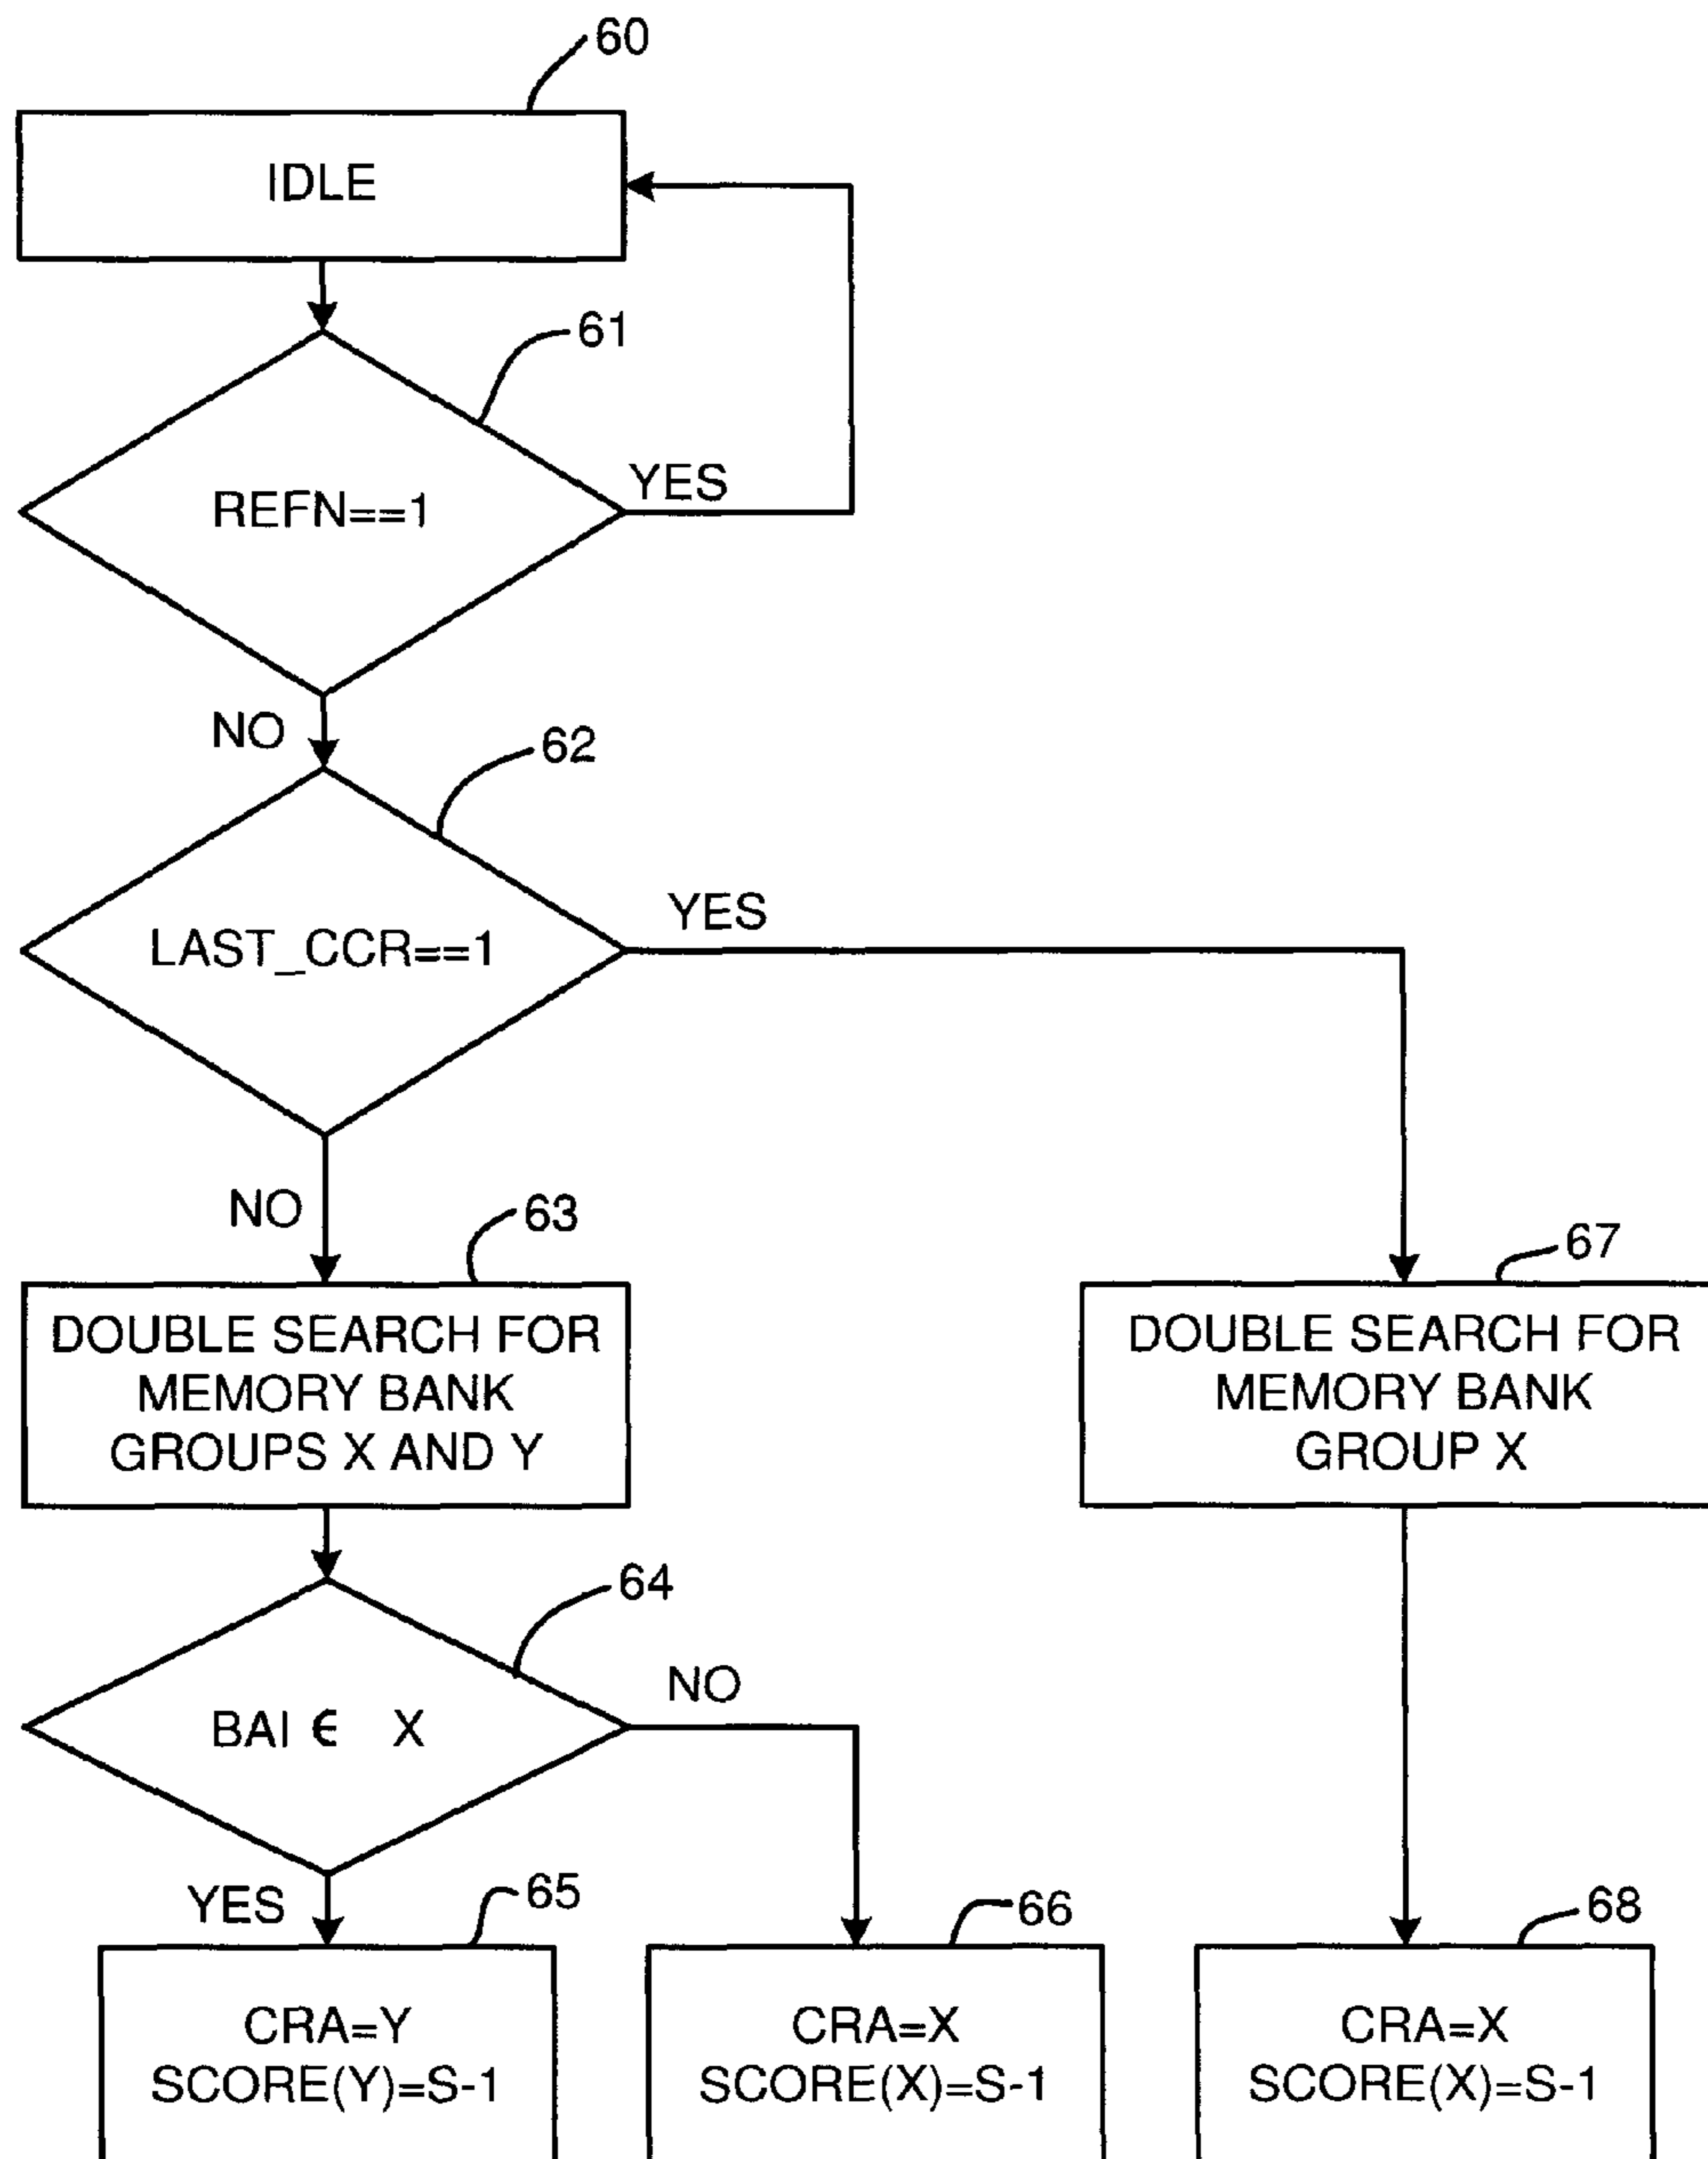 60
IDLE
61
REFN==1
YES
NO
62
LAST_CCR==1
YES
NO
63
DOUBLE SEARCH FOR
MEMORY BANK
GROUPS X AND Y
67
DOUBLE SEARCH FOR
MEMORY BANK
GROUP X
64
BAI ϵ X
NO
YES
65
CRA=Y
SCORE(Y)=S-1
66
CRA=X
SCORE(X)=S-1
68
CRA=X
SCORE(X)=S-1